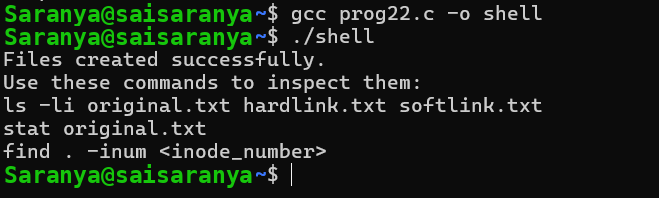 Saranya@saisaranya~$ gcc prog22.c -o shell
Saranya@saisaranya~$ ./shell
Files created successfully.
Use these commands to inspect them:
ls -li original.txt hardlink.txt softlink.txt
stat original.txt
find . -inum <inode_number>
Saranya@saisaranya~$